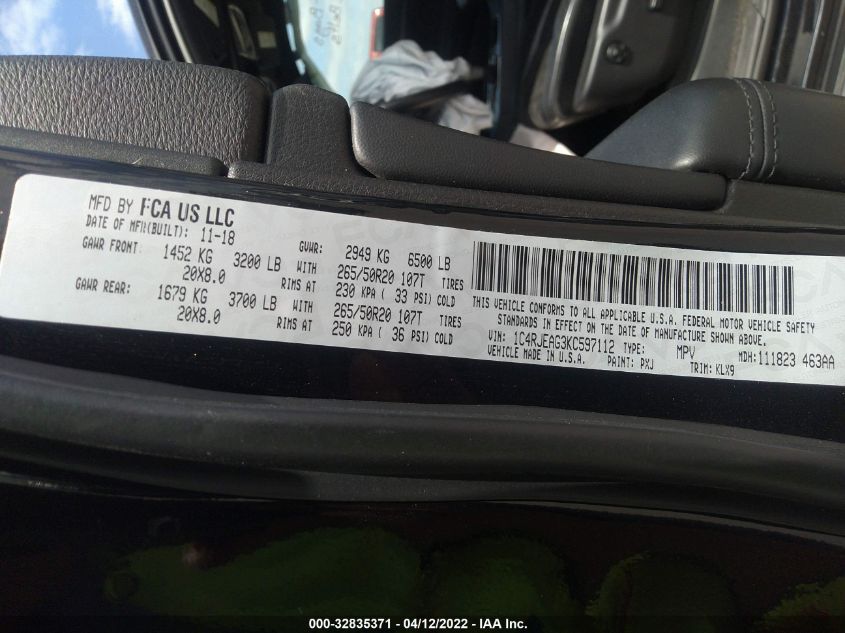 MFD BY FCA US LLC
DATE OF MFR(BUILT): 11-18 GVWR: 2949 KG 6500 LB
GAWR FRONT: 1452 KG 3200 LB WITH 265/50R20 107T TIRES
20X8.0 RIMS AT 230 KPA ( 33 PSI) COLD
GAWR REAR: 1679 KG 3700 LB WITH 265/50R20 107T TIRES
20X8.0 RIMS AT 250 KPA ( 36 PSI) COLD
THIS VEHICLE CONFORMS TO ALL APPLICABLE U.S.A. FEDERAL MOTOR VEHICLE SAFETY
STANDARDS IN EFFECT ON THE DATE OF MANUFACTURE SHOWN ABOVE.
VIN: 1C4RJEAG3KC597112 TYPE: MPV MDH: 111823 463AA
MADE IN U.S.A. PAINT: PXJ TRIM: KLX9
000-32835371 - 04/12/2022 - IAA Inc.